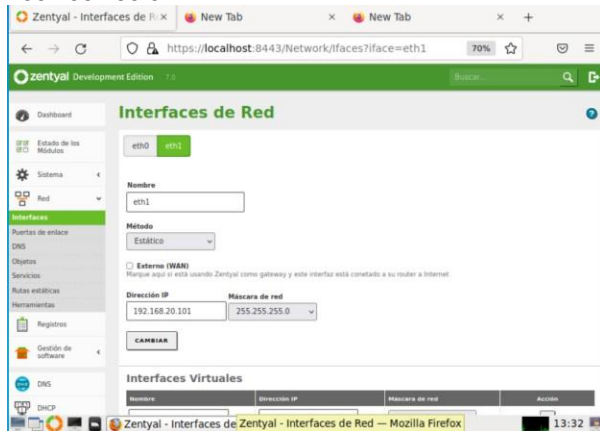 Zentyal - Interfaces de R
New Tab
New Tab
https://localhost:8443/Network/Ifaces?iface=eth1
70%
zentyal Development Edition 7.0
Buscar...
Dashboard
Interfaces de Red
Estado de los
Módulos
eth0 eth1
Sistema
Red
Nombre
eth1
Interfaces
Puertas de enlace
DNS
Objetos
Servicios
Rutas estáticas
Herramientas
Método
Estático
Externo (WAN)
Marque aquí si está usando Zentyal como gateway y este interfaz está conetado a su router a Internet
Dirección IP Máscara de red
192.168.20.101 255.255.255.0
CAMBIAR
Registros
Gestión de
software
DNS
DHCP
Interfaces Virtuales
Nombre Dirección IP Máscara de red Acción
Zentyal - Interfaces de
Zentyal - Interfaces de Red — Mozilla Firefox
13:32